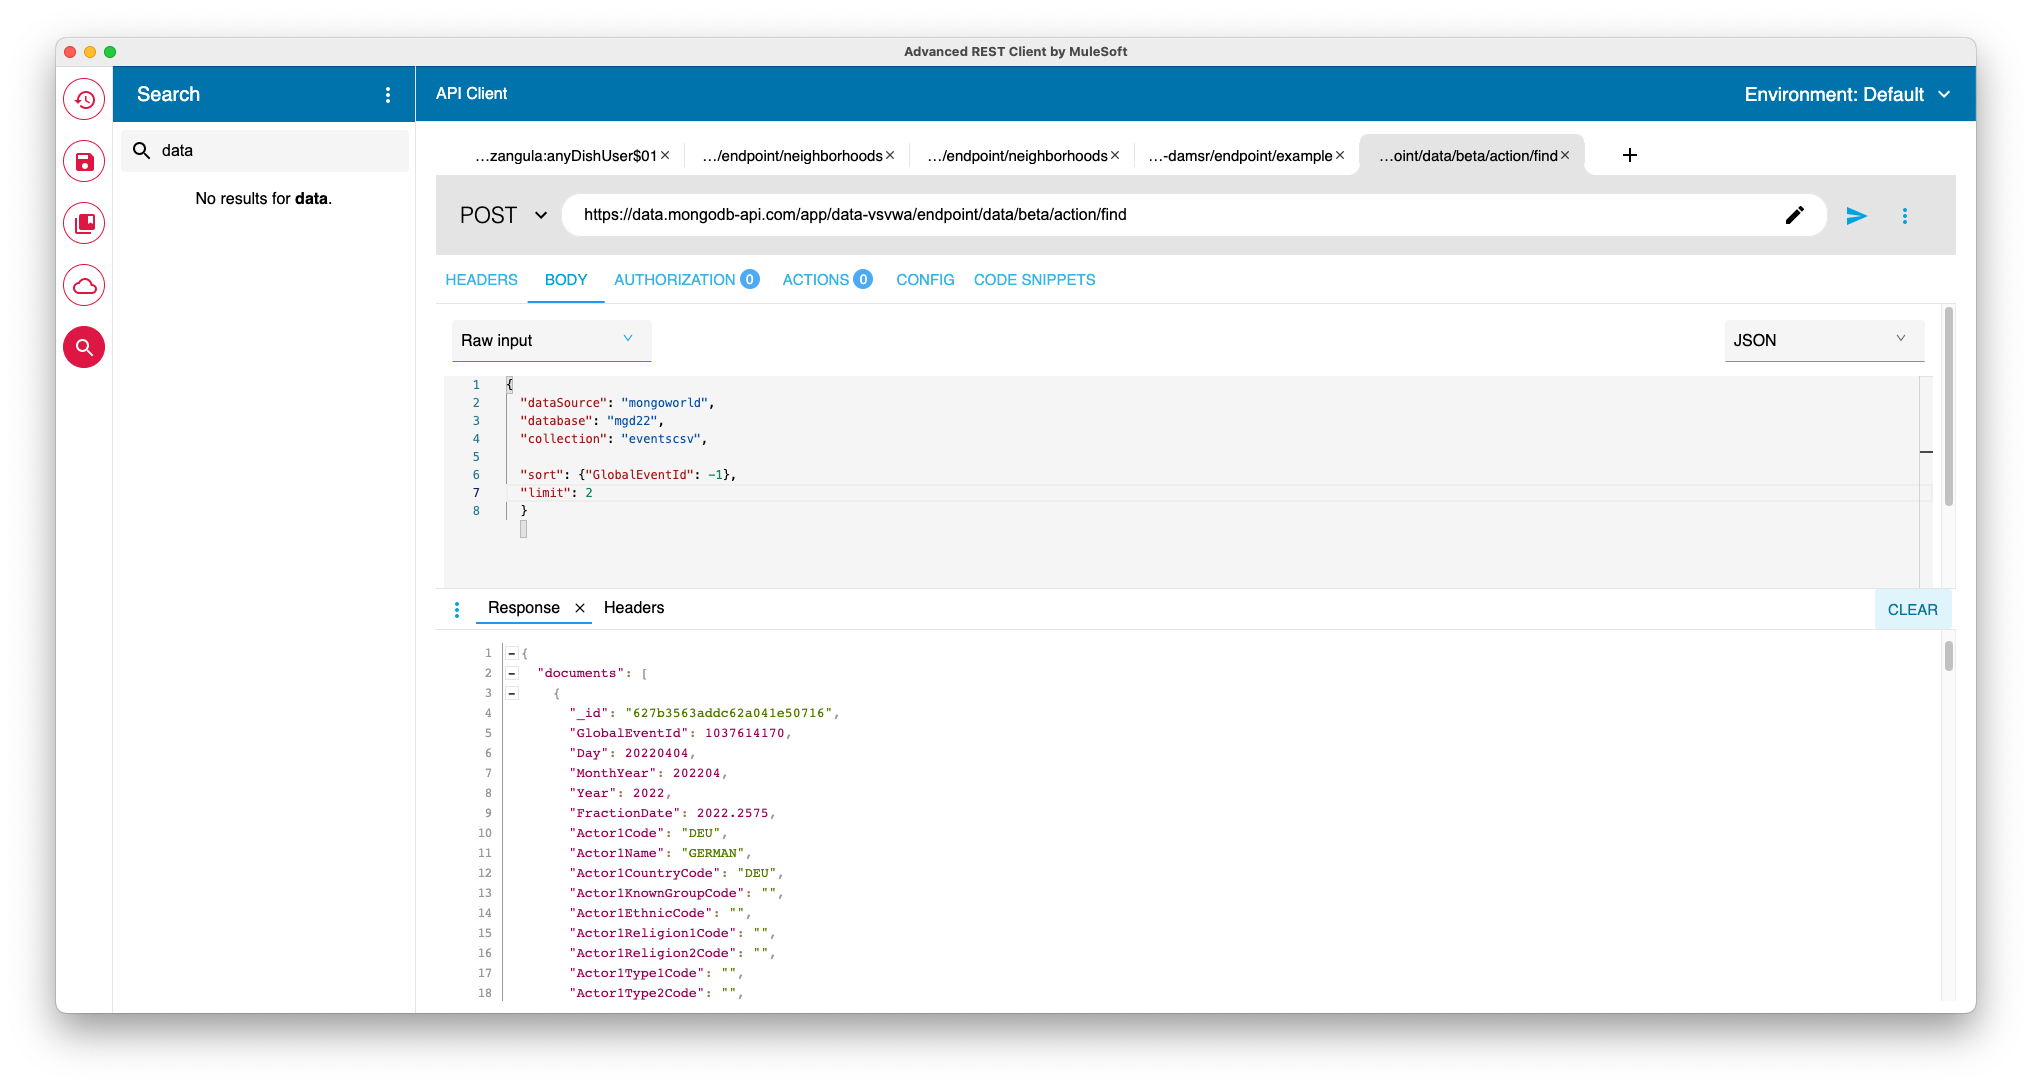 Advanced REST Client by MuleSoft
Search
API Client
Environment: Default
data
No results for data.
...zangula:anyDishUser$01
.../endpoint/neighborhoods
.../endpoint/neighborhoods
...-damsr/endpoint/example
...oint/data/beta/action/find
POST
https://data.mongodb-api.com/app/data-vsvwa/endpoint/data/beta/action/find
HEADERS
BODY
AUTHORIZATION 0
ACTIONS 0
CONFIG
CODE SNIPPETS
Raw input
JSON
1 {
2 "dataSource": "mongoworld",
3 "database": "mgd22",
4 "collection": "eventscsv",
5
6 "sort": {"GlobalEventId": -1},
7 "limit": 2
8 }
Response
Headers
CLEAR
1 {
2 "documents": [
3 {
4 "_id": "627b3563addc62a041e50716",
5 "GlobalEventId": 1037614170,
6 "Day": 20220404,
7 "MonthYear": 202204,
8 "Year": 2022,
9 "FractionDate": 2022.2575,
10 "Actor1Code": "DEU",
11 "Actor1Name": "GERMAN",
12 "Actor1CountryCode": "DEU",
13 "Actor1KnownGroupCode": "",
14 "Actor1EthnicCode": "",
15 "Actor1Religion1Code": "",
16 "Actor1Religion2Code": "",
17 "Actor1Type1Code": "",
18 "Actor1Type2Code": "",